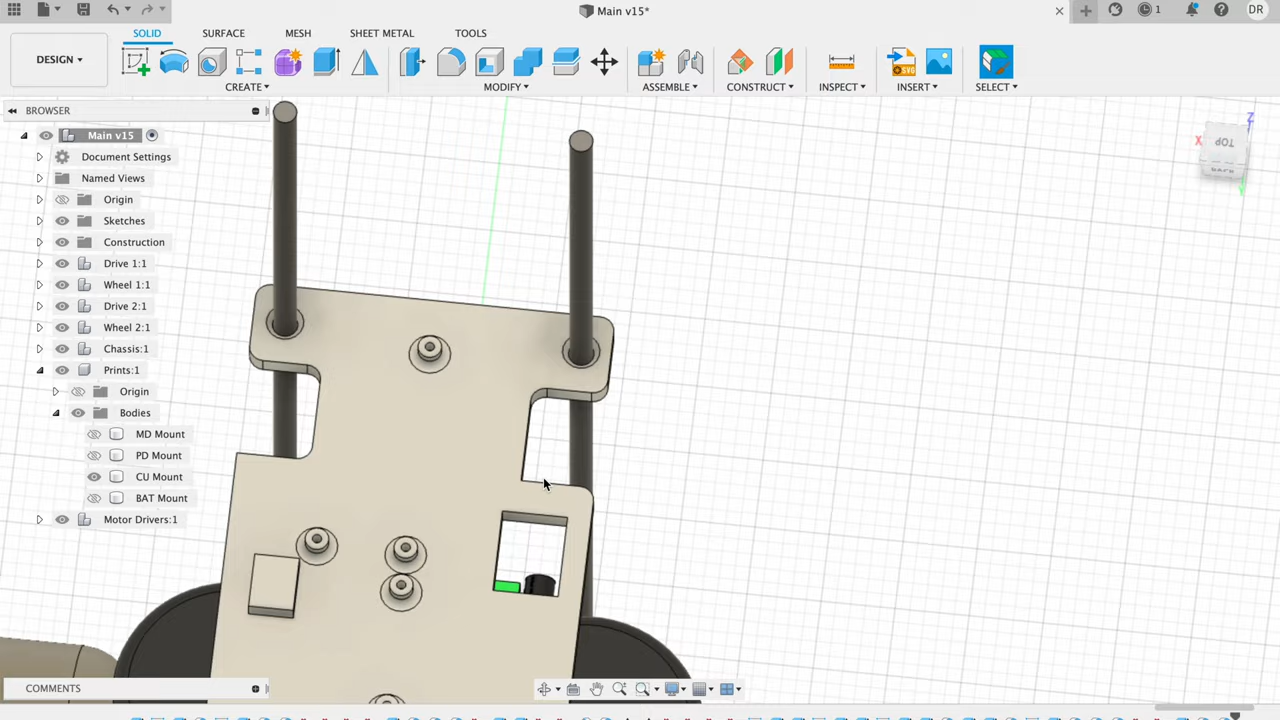 Main v15*
1
DR
DESIGN
SOLID
SURFACE
MESH
SHEET METAL
TOOLS
CREATE
MODIFY
ASSEMBLE
CONSTRUCT
INSPECT
INSERT
SELECT
SVG
BROWSER
Main v15
Document Settings
Named Views
Origin
Sketches
Construction
Drive 1:1
Wheel 1:1
Drive 2:1
Wheel 2:1
Chassis:1
Prints:1
Origin
Bodies
MD Mount
PD Mount
CU Mount
BAT Mount
Motor Drivers:1
COMMENTS
Z
X
TOP
BACK
Y